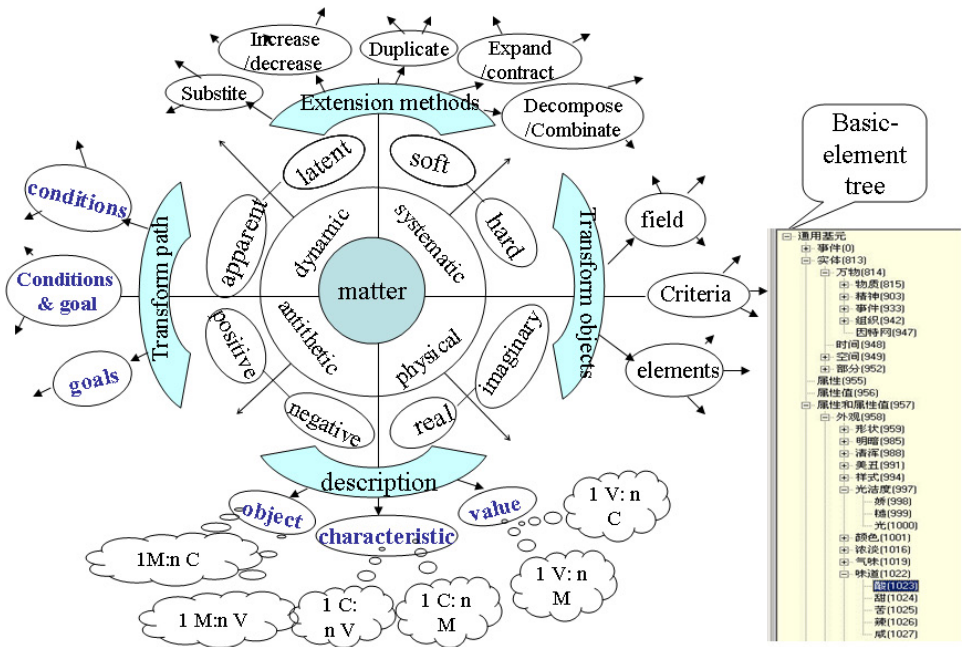 Increase
/decrease
Duplicate
Expand
/contract
Substite
Extension methods
Decompose
/Combinate
Basic-
element
tree
latent
soft
conditions
apparent
dynamic
systematic
hard
field
Transform path
Transform objects
Conditions
& goal
matter
Criteria
positive
antithetic
physical
imaginary
goals
elements
negative
real
description
object
characteristic
value
1 V: n
C
1M:n C
1 V: n
M
1 M:n V
1 C:
n V
1 C: n
M
通用基元
事件(0)
实体(813)
万物(814)
物质(815)
精神(903)
事件(933)
组织(942)
因特网(947)
时间(948)
空间(949)
部分(952)
属性(955)
属性值(956)
属性和属性值(957)
外观(958)
形状(959)
明暗(985)
清浑(988)
美丑(991)
样式(994)
光洁度(997)
娇(998)
糙(999)
光(1000)
颜色(1001)
浓淡(1016)
气味(1019)
味道(1022)
酸(1023)
甜(1024)
苦(1025)
辣(1026)
咸(1027)